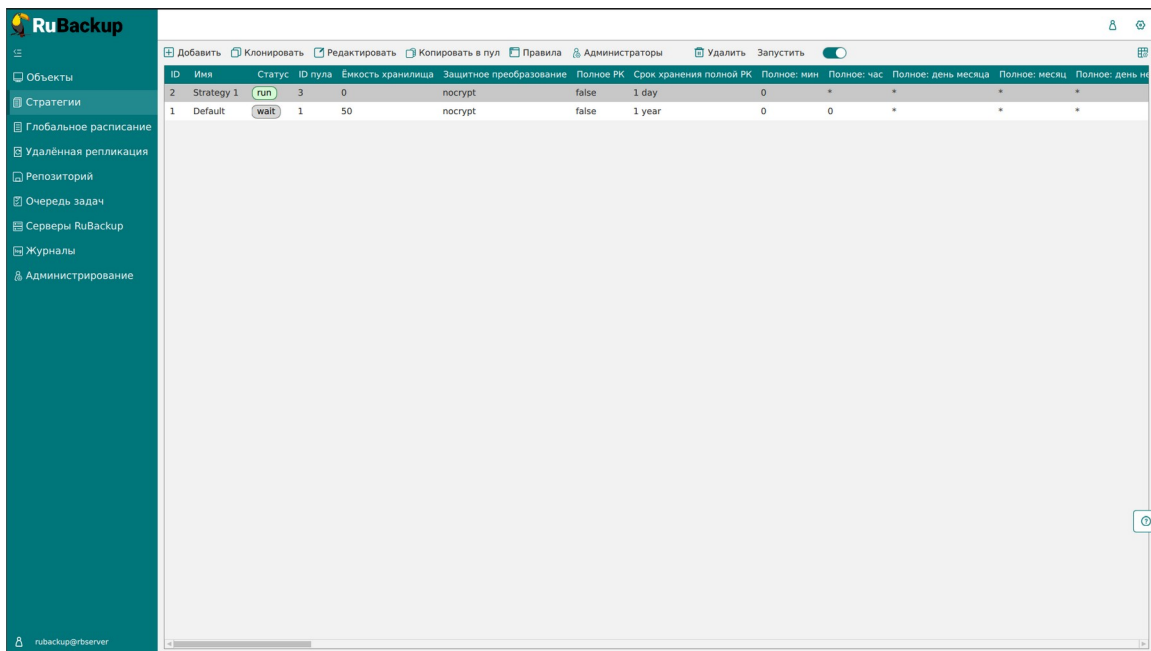 RuBackup
Добавить Клонировать Редактировать Копировать в пул Правила Администраторы Удалить Запустить
Объекты
Стратегии
Глобальное расписание
Удалённая репликация
Репозиторий
Очередь задач
Серверы RuBackup
Журналы
Администрирование
ID Имя Статус ID пула Ёмкость хранилища Защитное преобразование Полное РК Срок хранения полной РК Полное: мин Полное: час Полное: день месяца Полное: месяц Полное: день не
2 Strategy 1 run 3 0 nocrypt false 1 day 0 * * * *
1 Default wait 1 50 nocrypt false 1 year 0 0 * * *
rubackup@rbserver